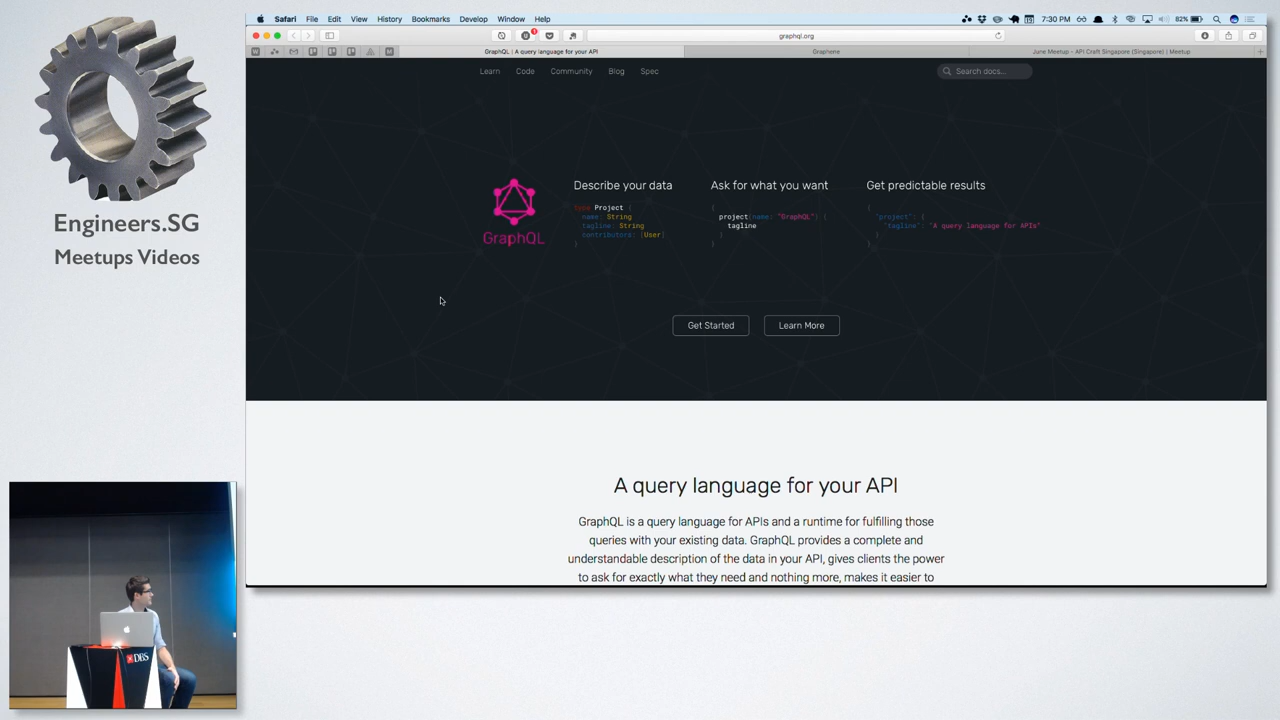 Safari File Edit View History Bookmarks Develop Window Help
7:30 PM
82%
graphql.org
GraphQL | A query language for your API
Graphene
June Meetup - API Craft Singapore (Singapore) | Meetup
Learn Code Community Blog Spec
Search docs...
Engineers.SG
Meetups Videos
GraphQL
Describe your data
type Project {
name: String
tagline: String
contributors: [User]
}
Ask for what you want
{
project(name: "GraphQL") {
tagline
}
}
Get predictable results
{
"project": {
"tagline": "A query language for APIs"
}
}
Get Started
Learn More
A query language for your API
GraphQL is a query language for APIs and a runtime for fulfilling those
queries with your existing data. GraphQL provides a complete and
understandable description of the data in your API, gives clients the power
to ask for exactly what they need and nothing more, makes it easier to
DBS